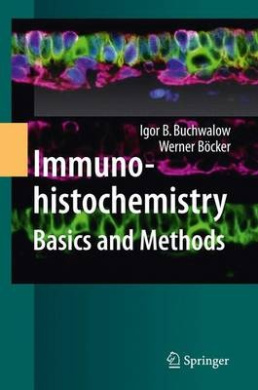 Igor B. Buchwalow
Werner Böcker
Immuno-
histochemistry
Basics and Methods
Springer